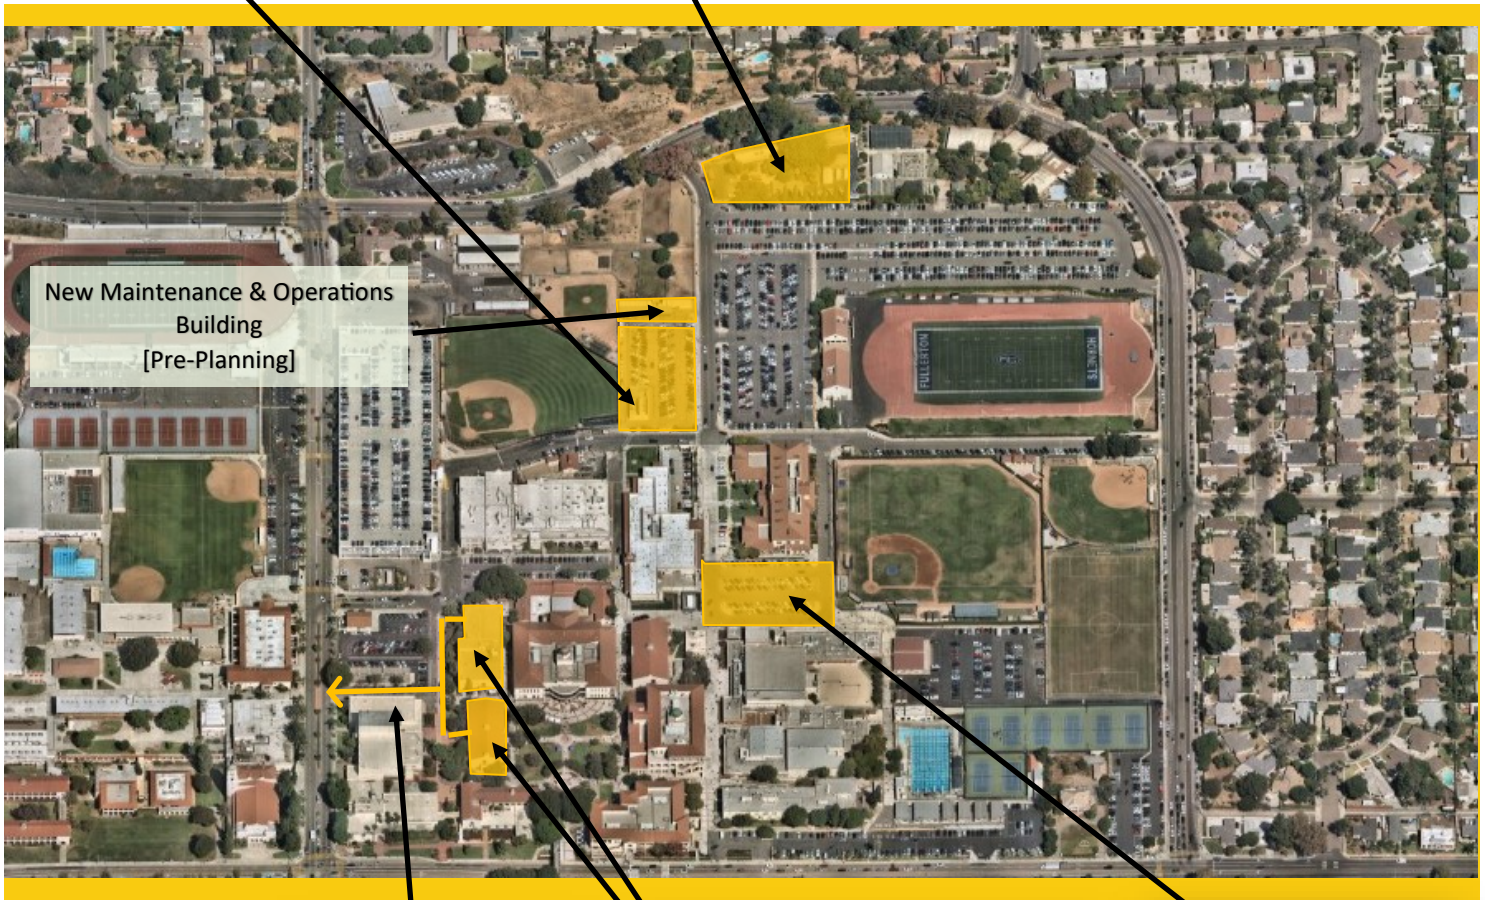 New Maintenance & Operations
Building
[Pre-Planning]
FULLERTON
HORNETS